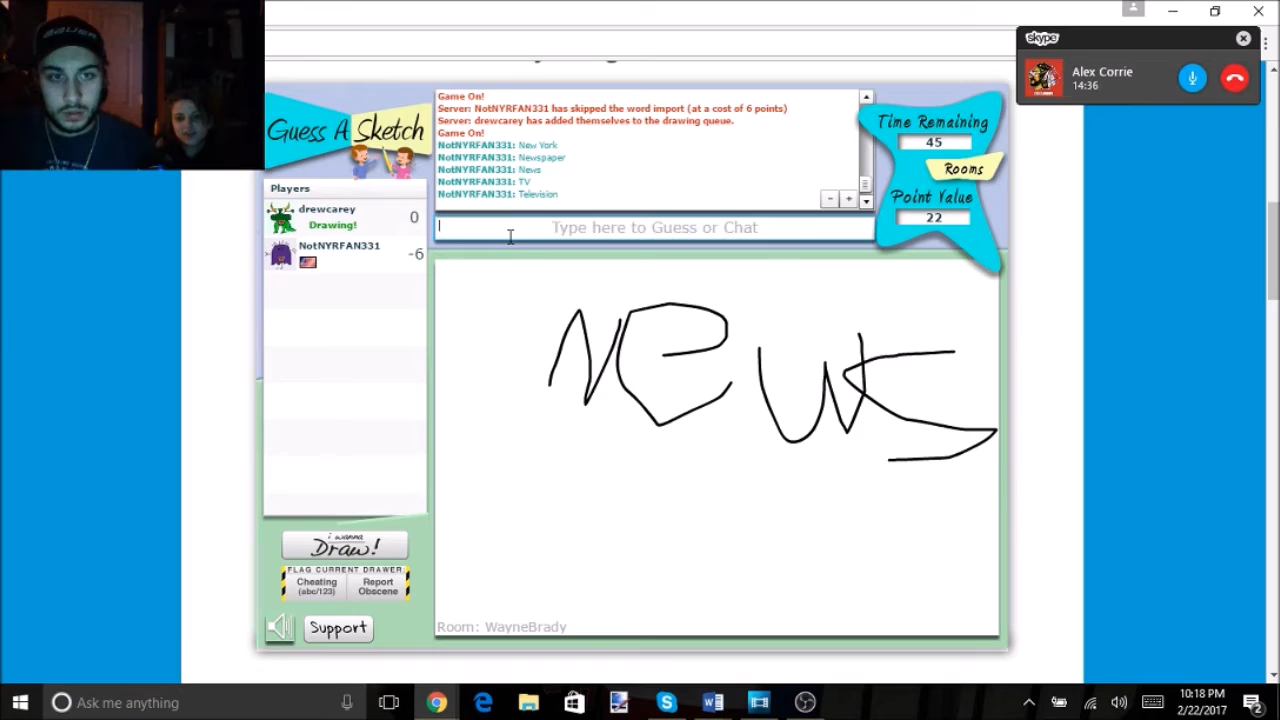 BAUER
skype
Alex Corrie
14:36
Guess A Sketch
Game On!
Server: NotNYRFAN331 has skipped the word import (at a cost of 6 points)
Server: drewcarey has added themselves to the drawing queue.
Game On!
NotNYRFAN331: New York
NotNYRFAN331: Newspaper
NotNYRFAN331: News
NotNYRFAN331: TV
NotNYRFAN331: Television
- +
Type here to Guess or Chat
Time Remaining
45
Rooms
Point Value
22
Players
drewcarey 0
Drawing!
NotNYRFAN331 -6
News
i wanna
Draw!
FLAG CURRENT DRAWER:
Cheating (abc/123)
Report Obscene
Support
Room: WayneBrady
Ask me anything
10:18 PM
2/22/2017
2